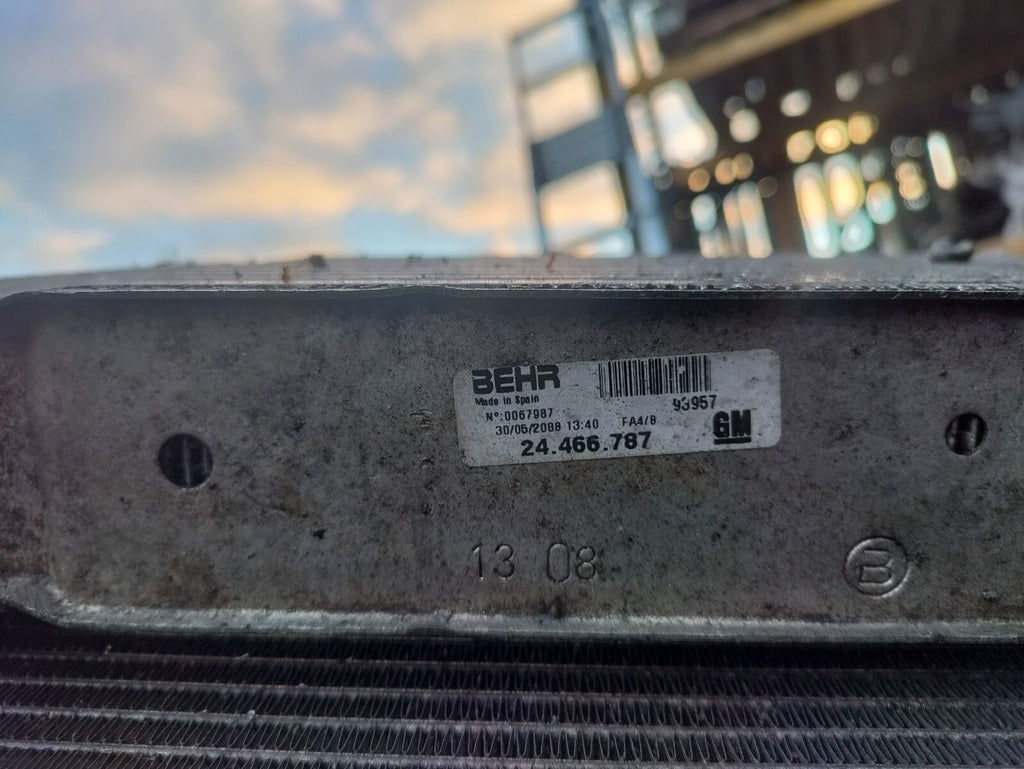 BEHR
Made in Spain
93957
Nº:0067987
30/05/2008 13:40 FA4/8
24.466.787
GM
13 08
B